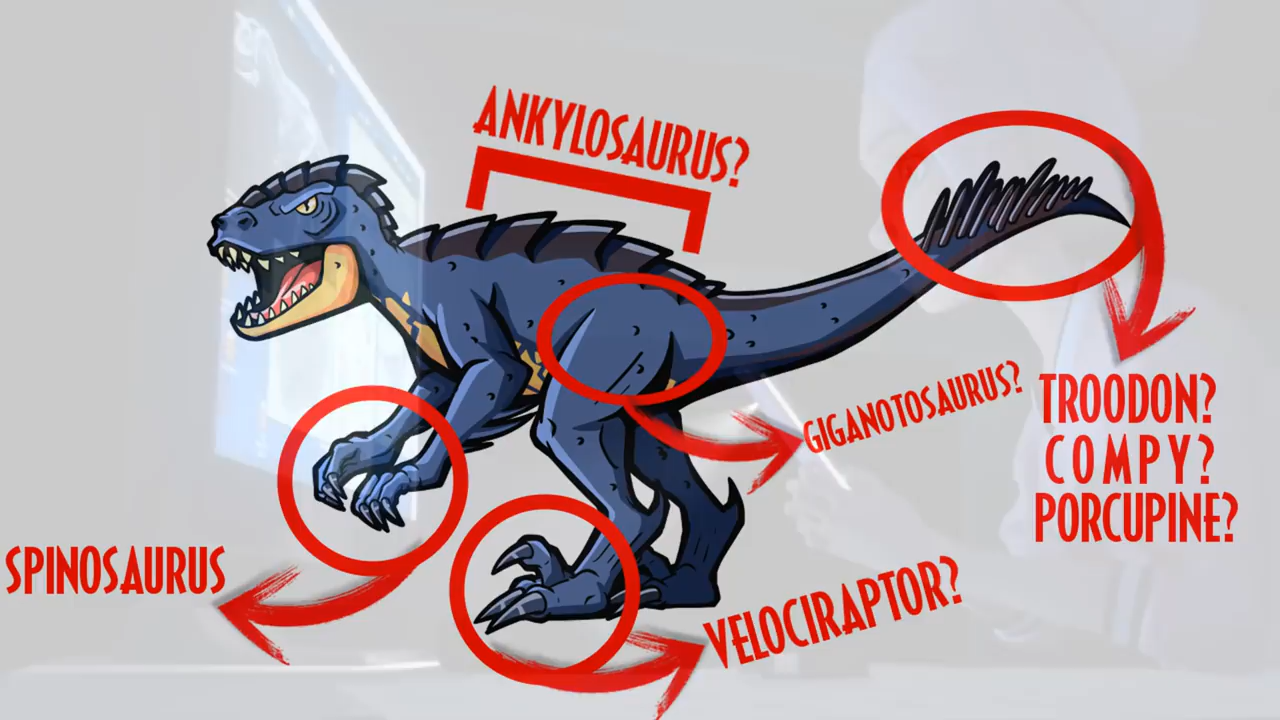 ANKYLOSAURUS?
GIGANOTOSAURUS?
TROODON?
COMPY?
PORCUPINE?
SPINOSAURUS
VELOCIRAPTOR?